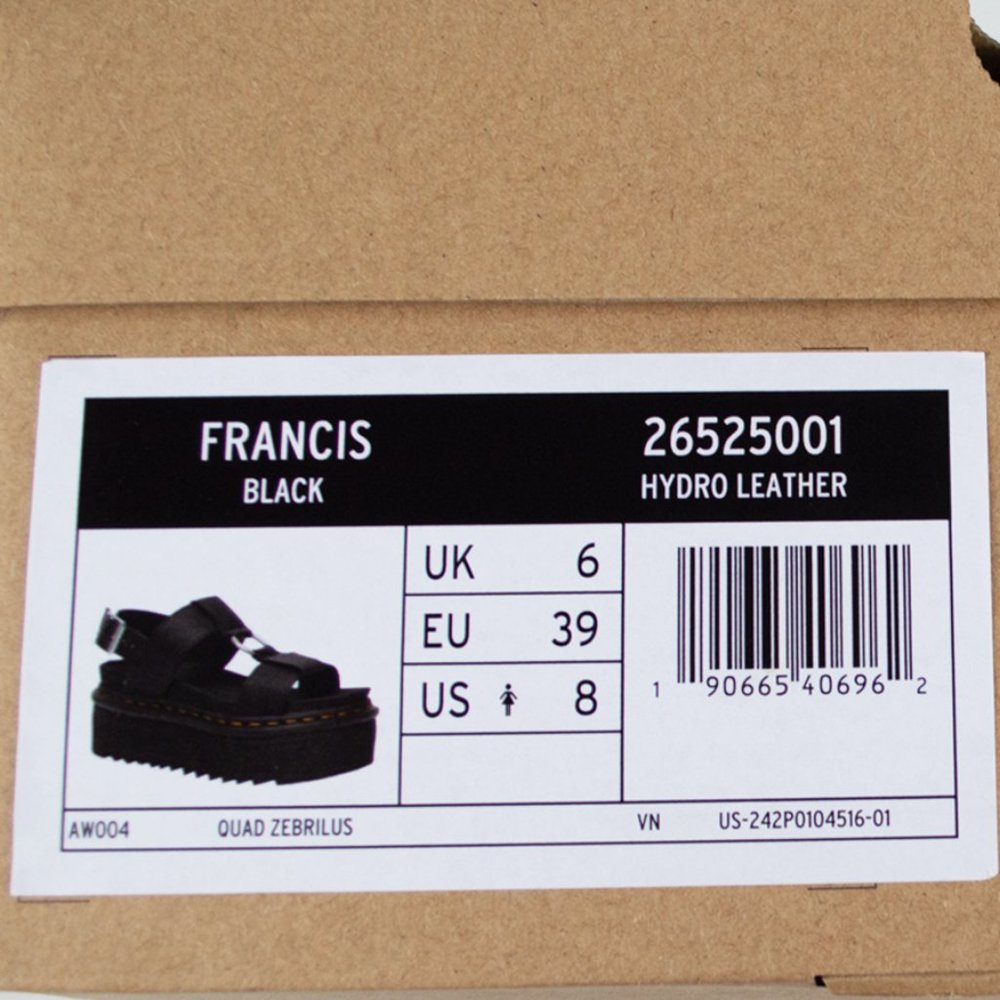 FRANCIS
BLACK
26525001
HYDRO LEATHER
UK 6
EU 39
US 8
1 90665 40696 2
AW004 QUAD ZEBRILUS VN US-242P0104516-01